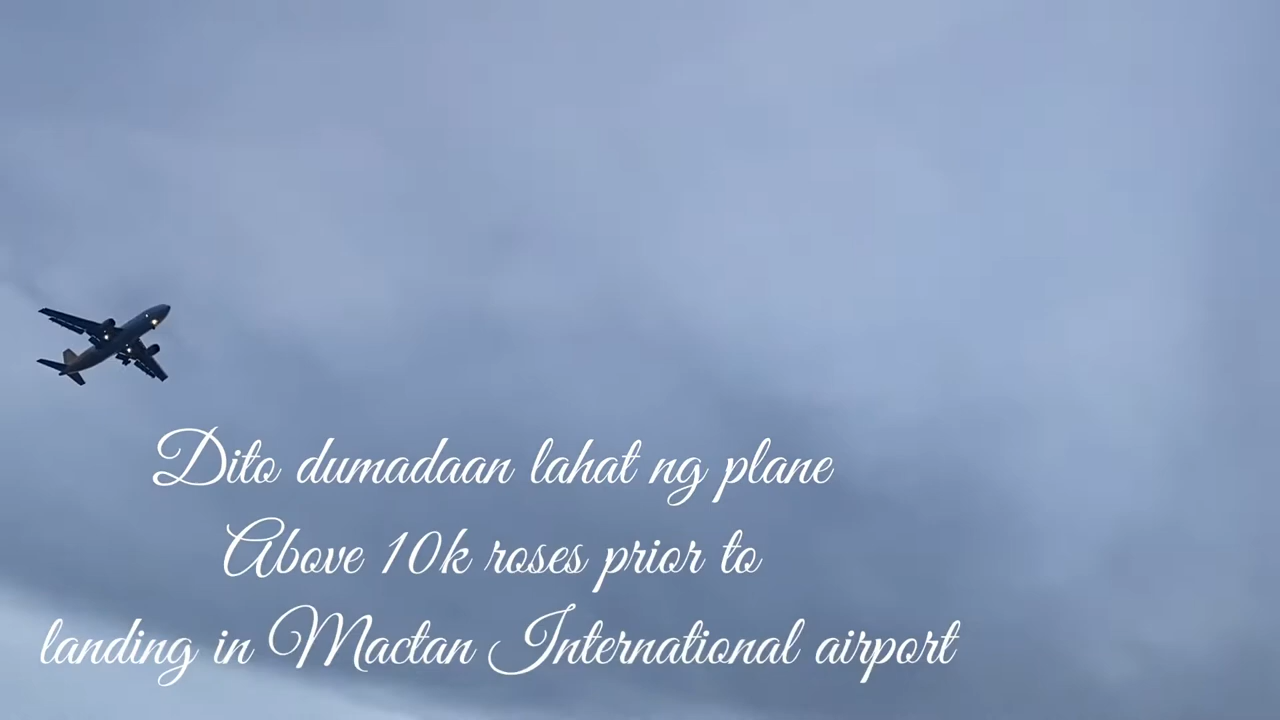 Dito dumadaan lahat ng plane
Above 10k roses prior to
landing in Mactan International airport